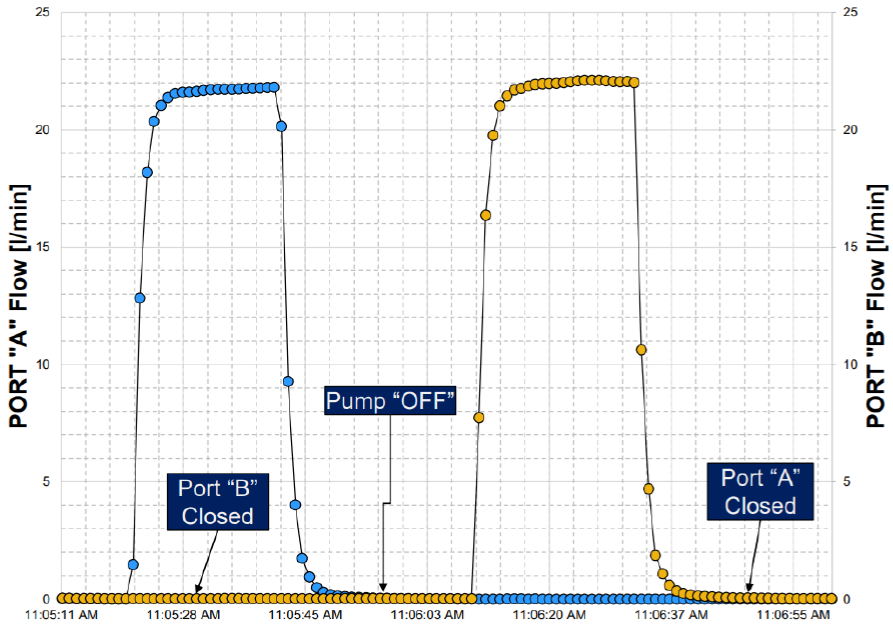 25
20
15
10
5
0
PORT "A" Flow [l/min]
25
20
15
10
5
0
PORT "B" Flow [l/min]
Pump “OFF”
Port “B”
Closed
Port “A”
Closed
11:05:11 AM
11:05:28 AM
11:05:45 AM
11:06:03 AM
11:06:20 AM
11:06:37 AM
11:06:55 AM